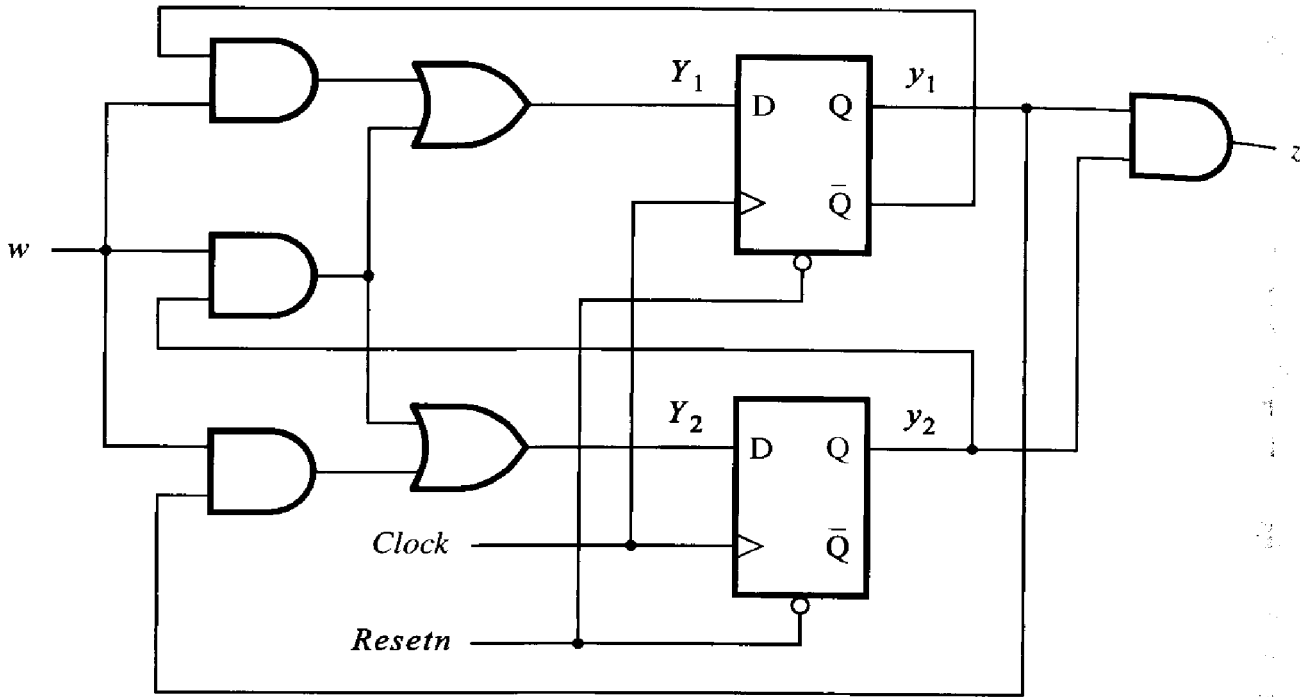 Y₁ D Q y₁
Q̄
z
w
Y₂ D Q y₂
Q̄
Clock
Resetn